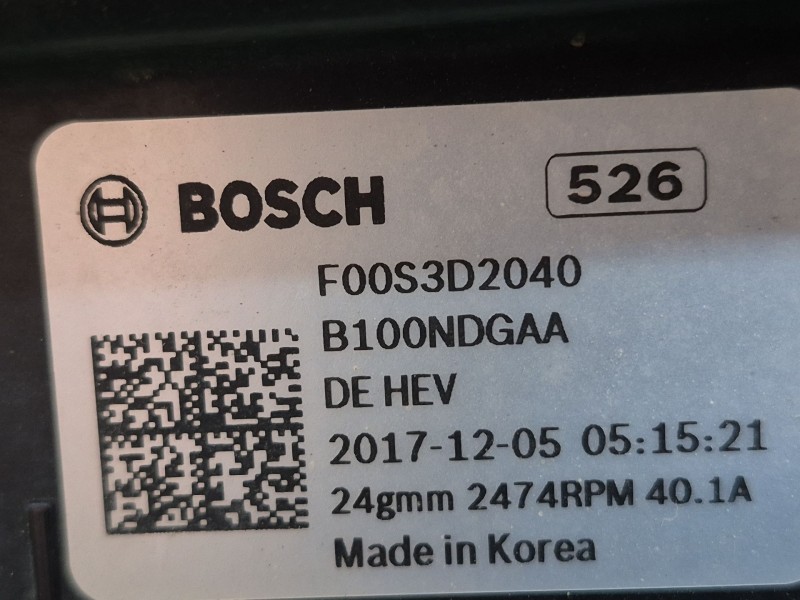 BOSCH 526
F00S3D2040
B100NDGAA
DE HEV
2017-12-05 05:15:21
24gmm 2474RPM 40.1A
Made in Korea